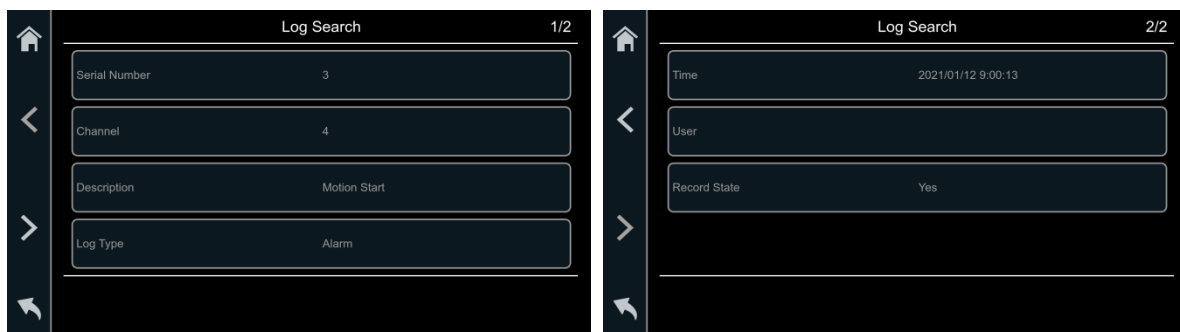 Log Search 1/2
Serial Number 3
Channel 4
Description Motion Start
Log Type Alarm
Log Search 2/2
Time 2021/01/12 9:00:13
User
Record State Yes